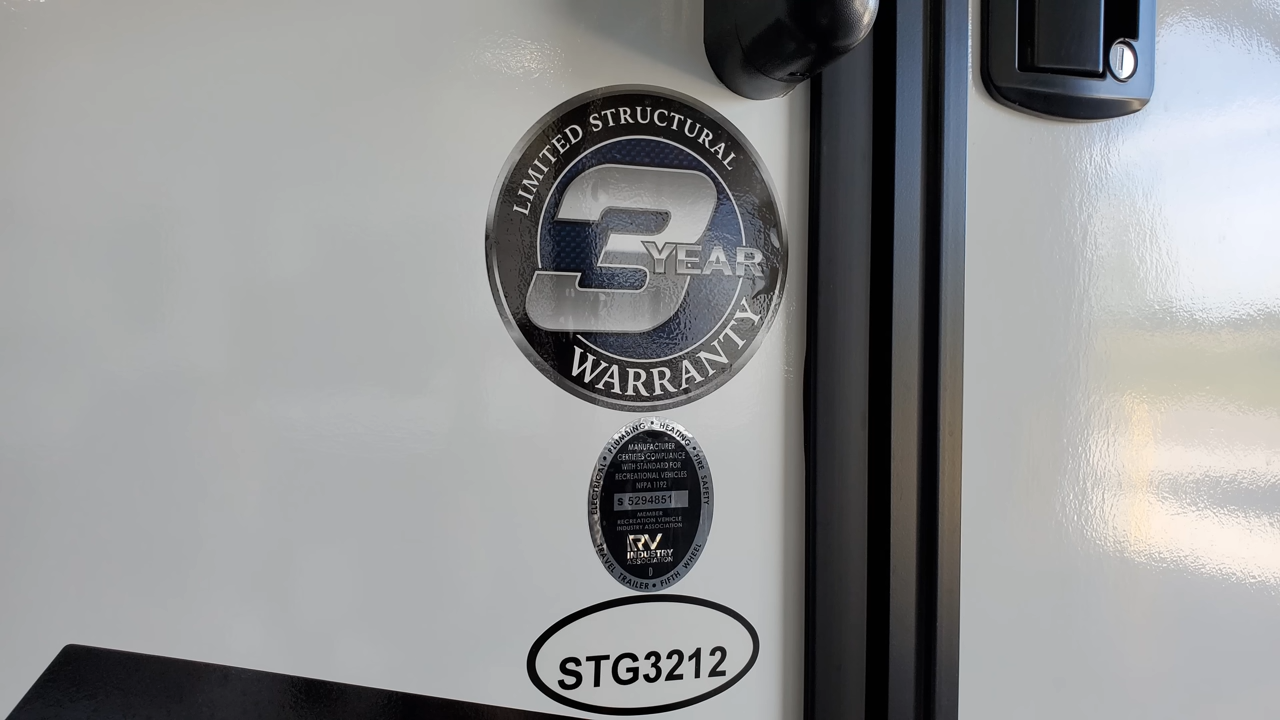 LIMITED STRUCTURAL
3
YEAR
WARRANTY
ELECTRICAL • PLUMBING • HEATING • FIRE SAFETY
MANUFACTURER
CERTIFIES COMPLIANCE
WITH STANDARD FOR
RECREATIONAL VEHICLES
NFPA 1192
S 5294851
MEMBER
RECREATION VEHICLE
INDUSTRY ASSOCIATION
RV
INDUSTRY
ASSOCIATION
D
TRAVEL TRAILER • FIFTH WHEEL
STG3212